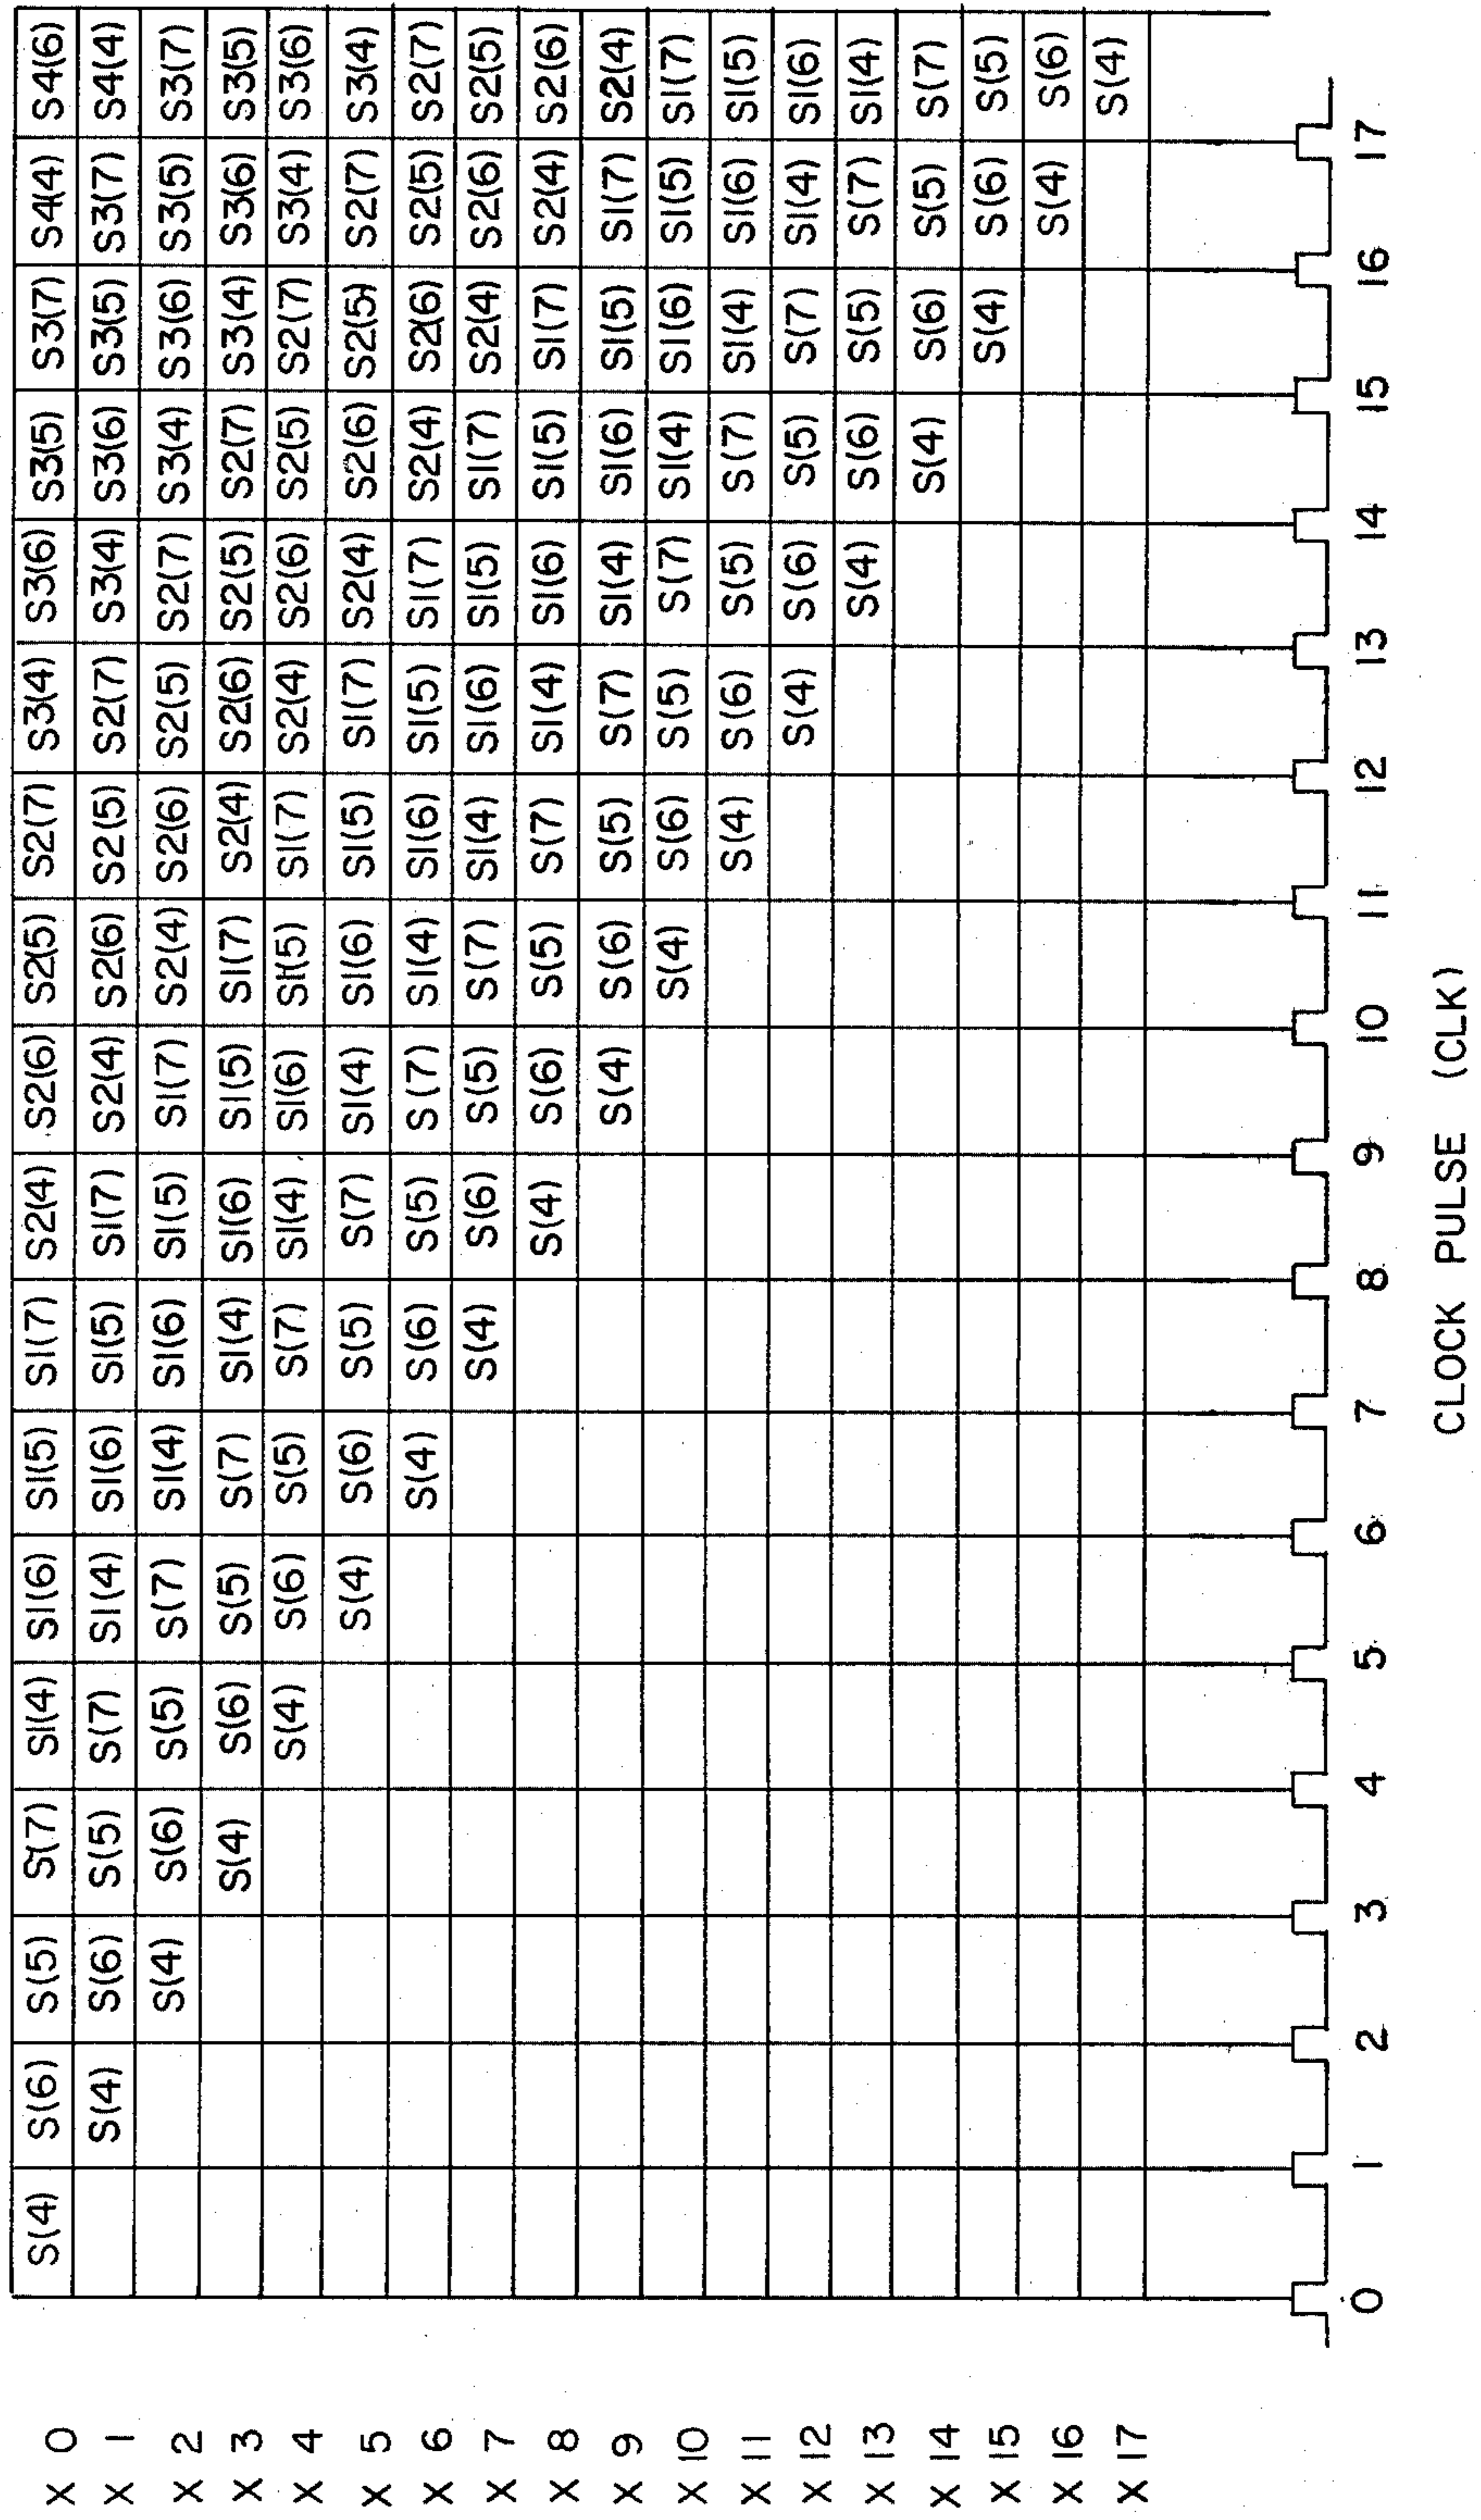 X 0 S(4) S(6) S(5) S(7) S1(4) S1(6) S1(5) S1(7) S2(4) S2(6) S2(5) S2(7) S3(4) S3(6) S3(5) S3(7) S4(4) S4(6)
X 1 S(4) S(6) S(5) S(7) S1(4) S1(6) S1(5) S1(7) S2(4) S2(6) S2(5) S2(7) S3(4) S3(6) S3(5) S3(7) S4(4)
X 2 S(4) S(6) S(5) S(7) S1(4) S1(6) S1(5) S1(7) S2(4) S2(6) S2(5) S2(7) S3(4) S3(6) S3(5) S3(7)
X 3 S(4) S(6) S(5) S(7) S1(4) S1(6) S1(5) S1(7) S2(4) S2(6) S2(5) S2(7) S3(4) S3(6) S3(5)
X 4 S(4) S(6) S(5) S(7) S1(4) S1(6) S1(5) S1(7) S2(4) S2(6) S2(5) S2(7) S3(4) S3(6)
X 5 S(4) S(6) S(5) S(7) S1(4) S1(6) S1(5) S1(7) S2(4) S2(6) S2(5) S2(7) S3(4)
X 6 S(4) S(6) S(5) S(7) S1(4) S1(6) S1(5) S1(7) S2(4) S2(6) S2(5) S2(7)
X 7 S(4) S(6) S(5) S(7) S1(4) S1(6) S1(5) S1(7) S2(4) S2(6) S2(5)
X 8 S(4) S(6) S(5) S(7) S1(4) S1(6) S1(5) S1(7) S2(4) S2(6)
X 9 S(4) S(6) S(5) S(7) S1(4) S1(6) S1(5) S1(7) S2(4)
X 10 S(4) S(6) S(5) S(7) S1(4) S1(6) S1(5) S1(7)
X 11 S(4) S(6) S(5) S(7) S1(4) S1(6) S1(5)
X 12 S(4) S(6) S(5) S(7) S1(4) S1(6)
X 13 S(4) S(6) S(5) S(7) S1(4)
X 14 S(4) S(6) S(5) S(7)
X 15 S(4) S(6) S(5)
X 16 S(4) S(6)
X 17 S(4)
0 1 2 3 4 5 6 7 8 9 10 11 12 13 14 15 16 17
CLOCK PULSE (CLK)